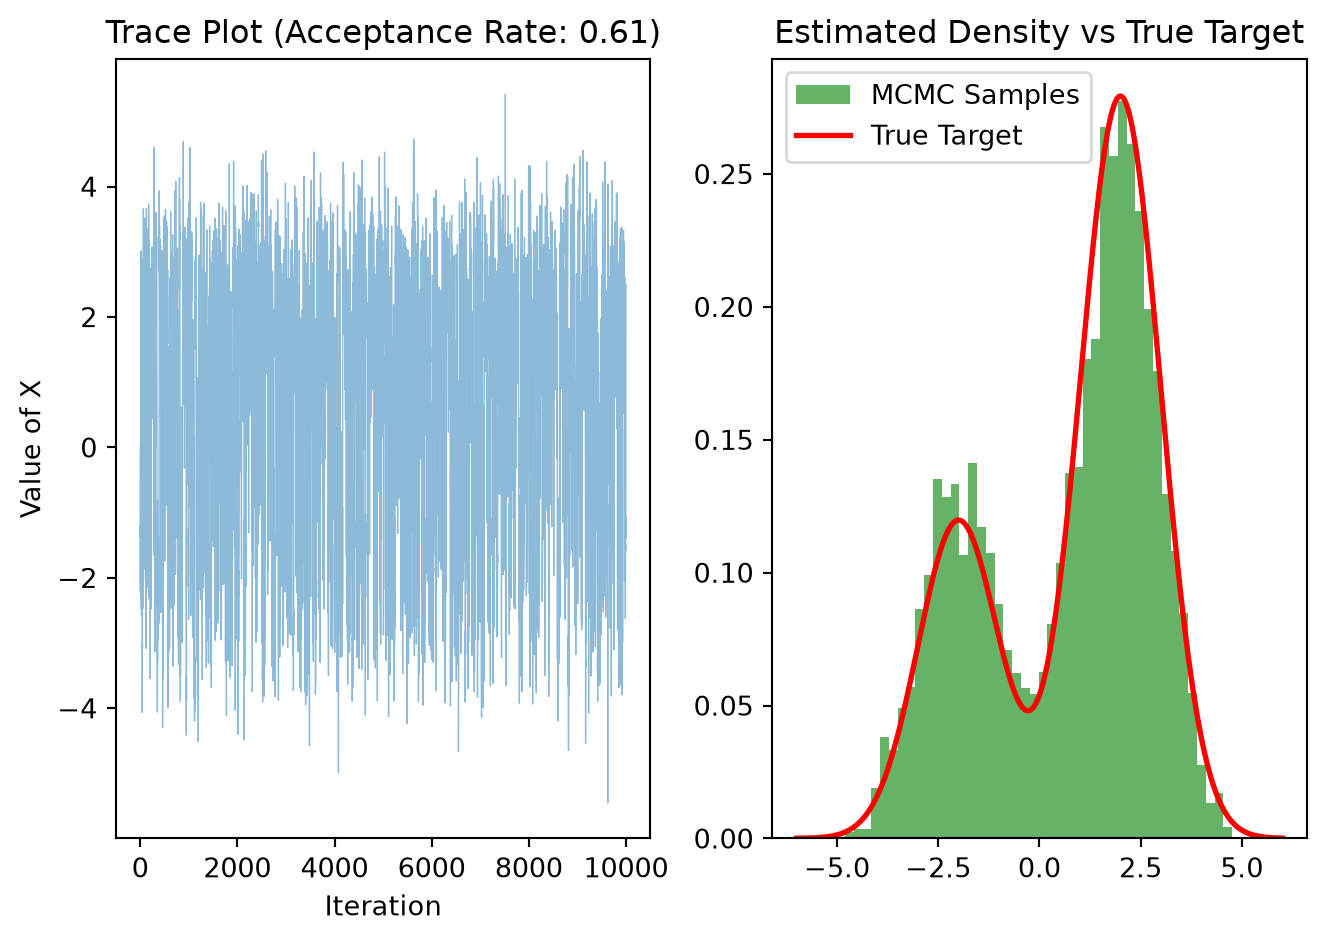 Trace Plot (Acceptance Rate: 0.61)
Value of X
4
2
0
−2
−4
0 2000 4000 6000 8000 10000
Iteration
Estimated Density vs True Target
MCMC Samples
True Target
0.25
0.20
0.15
0.10
0.05
0.00
−5.0 −2.5 0.0 2.5 5.0